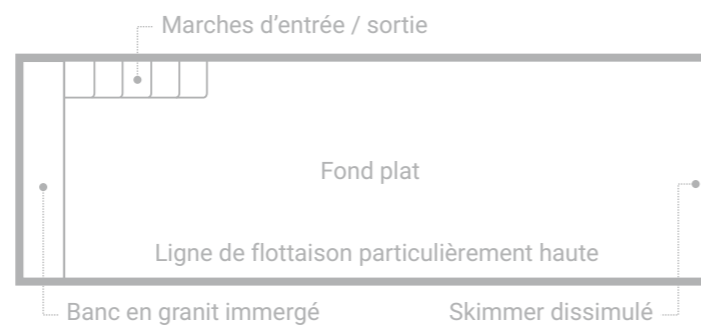 Marches d’entrée / sortie
Fond plat
Ligne de flottaison particulièrement haute
Banc en granit immergé
Skimmer dissimulé